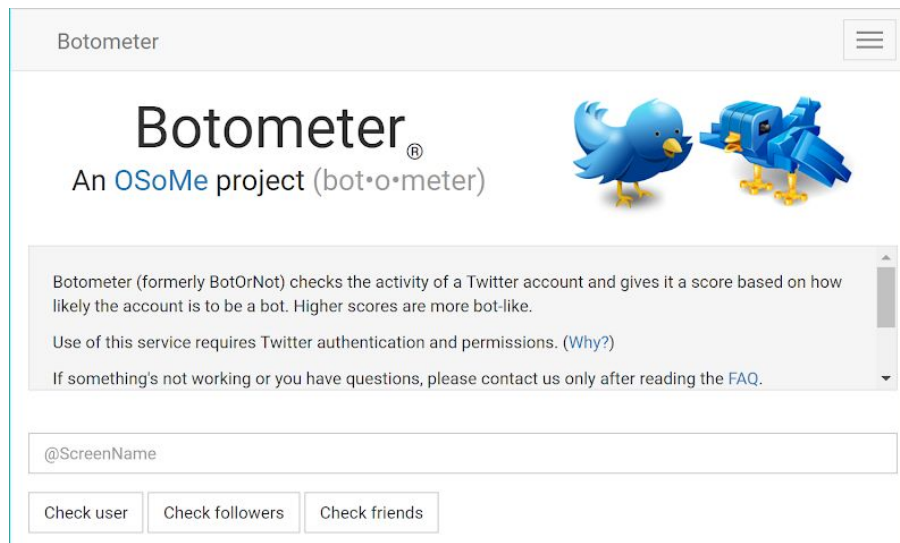 Botometer
Botometer®
An OSoMe project (bot•o•meter)
Botometer (formerly BotOrNot) checks the activity of a Twitter account and gives it a score based on how
likely the account is to be a bot. Higher scores are more bot-like.
Use of this service requires Twitter authentication and permissions. (Why?)
If something's not working or you have questions, please contact us only after reading the FAQ.
@ScreenName
Check user Check followers Check friends